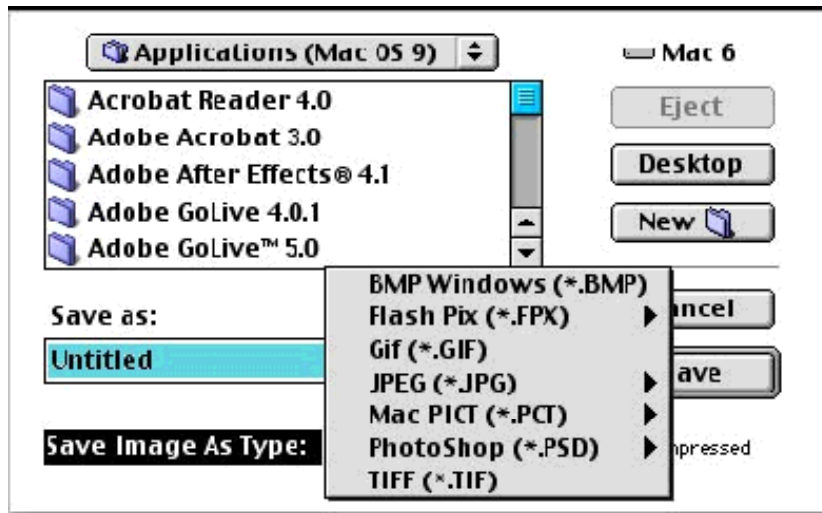 Applications (Mac OS 9)
Mac 6
Acrobat Reader 4.0
Adobe Acrobat 3.0
Adobe After Effects® 4.1
Adobe GoLive 4.0.1
Adobe GoLive™ 5.0
Eject
Desktop
New
Save as:
Untitled
BMP Windows (*.BMP)
Flash Pix (*.FPX)
Gif (*.GIF)
JPEG (*.JPG)
Mac PICT (*.PCT)
PhotoShop (*.PSD)
TIFF (*.TIF)
ncel
ave
Save Image As Type:
pressed